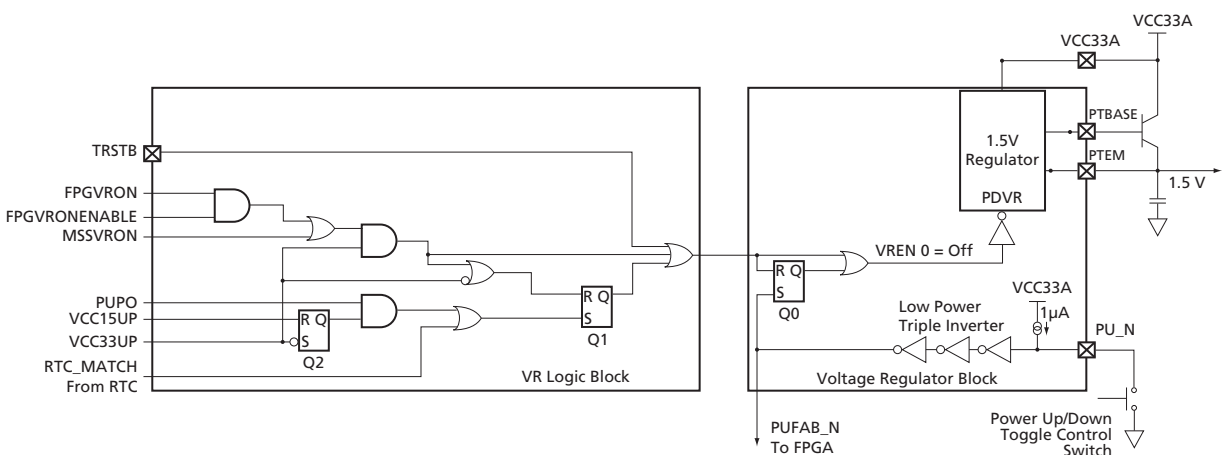 VCC33A
VCC33A
TRSTB
FPGVRON
FPGVRONENABLE
MSSVRON
PUPO
VCC15UP
VCC33UP
RTC_MATCH
From RTC
R Q
S
Q2
R Q
S
Q1
VR Logic Block
R Q
S
Q0
VREN 0 = Off
1.5V
Regulator
PDVR
PTBASE
PTEM
1.5 V
Low Power
Triple Inverter
VCC33A
1µA
PU_N
Voltage Regulator Block
PUFAB_N
To FPGA
Power Up/Down
Toggle Control
Switch